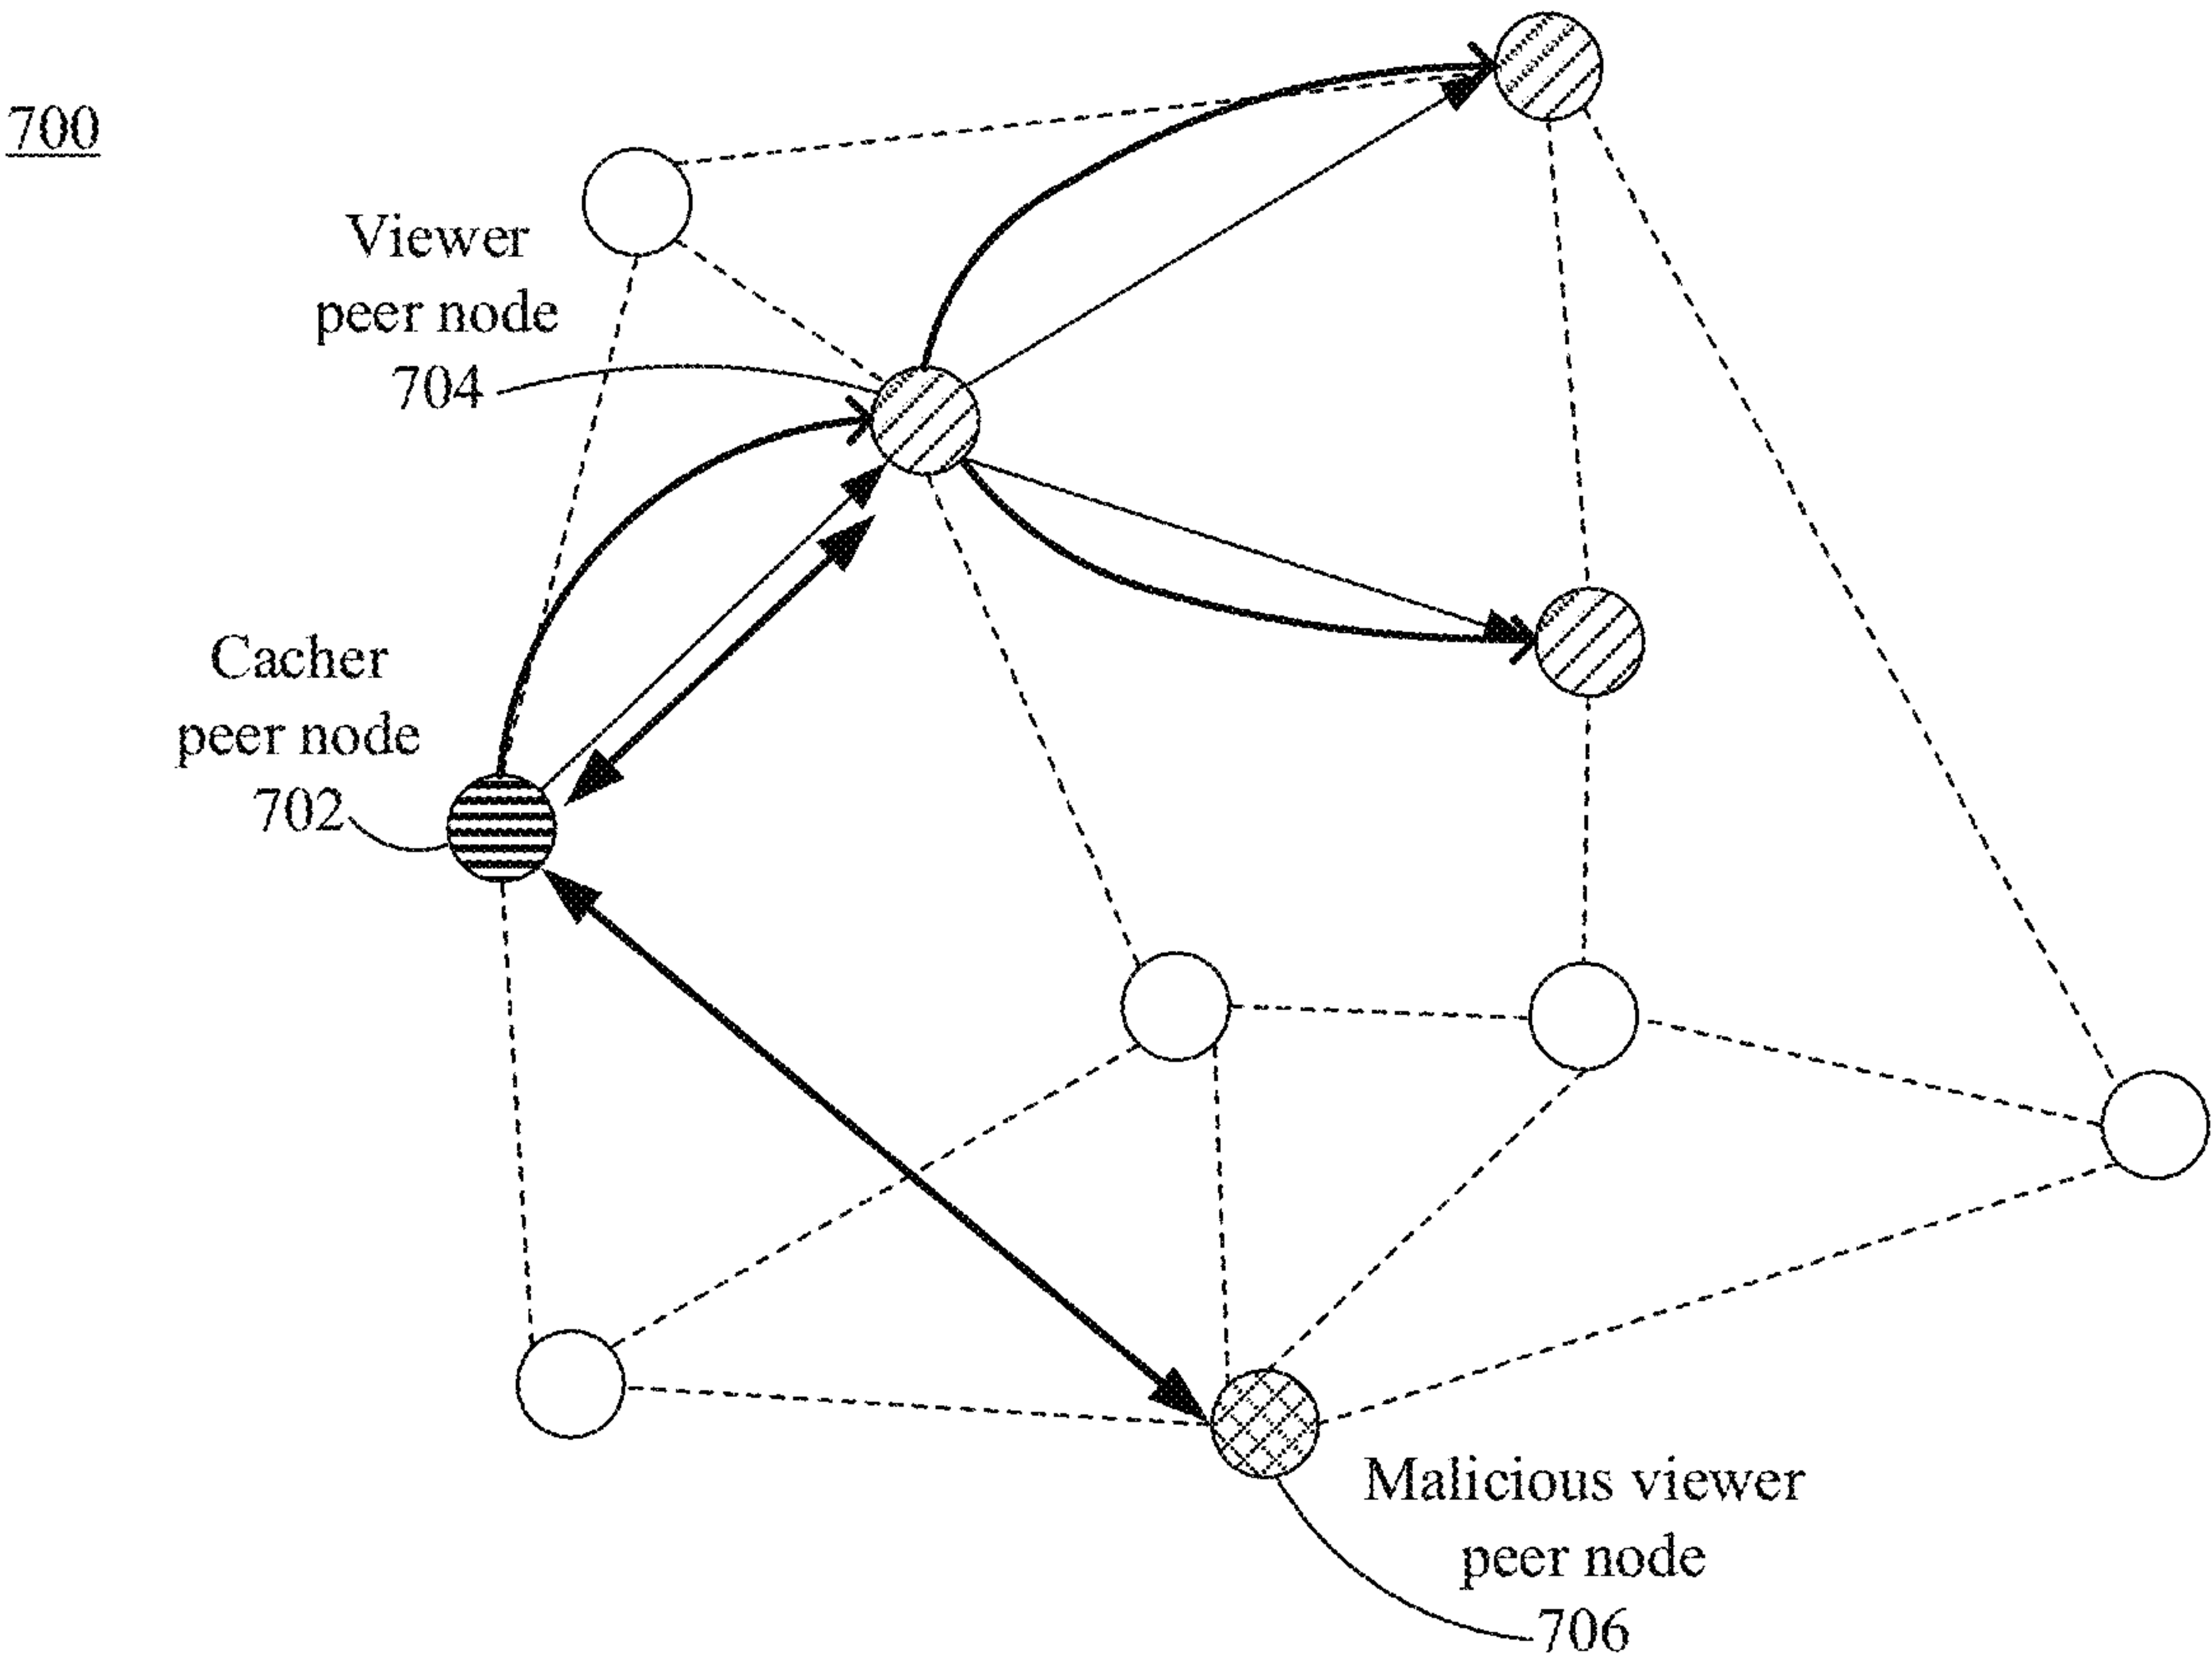 700
Viewer
peer node
704
Cacher
peer node
702
Malicious viewer
peer node
706